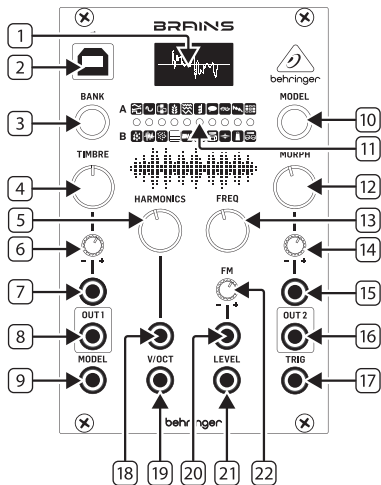 BRAINS
1
2
behringer
BANK
MODEL
A
B
3
10
11
TIMBRE
MORPH
4
12
HARMONICS
FREQ
5
13
6
- +
FM
- +
- +
14
7
15
22
OUT 1
OUT 2
8
16
MODEL
V/OCT
LEVEL
TRIG
9
17
behringer
18
19
20
21
22